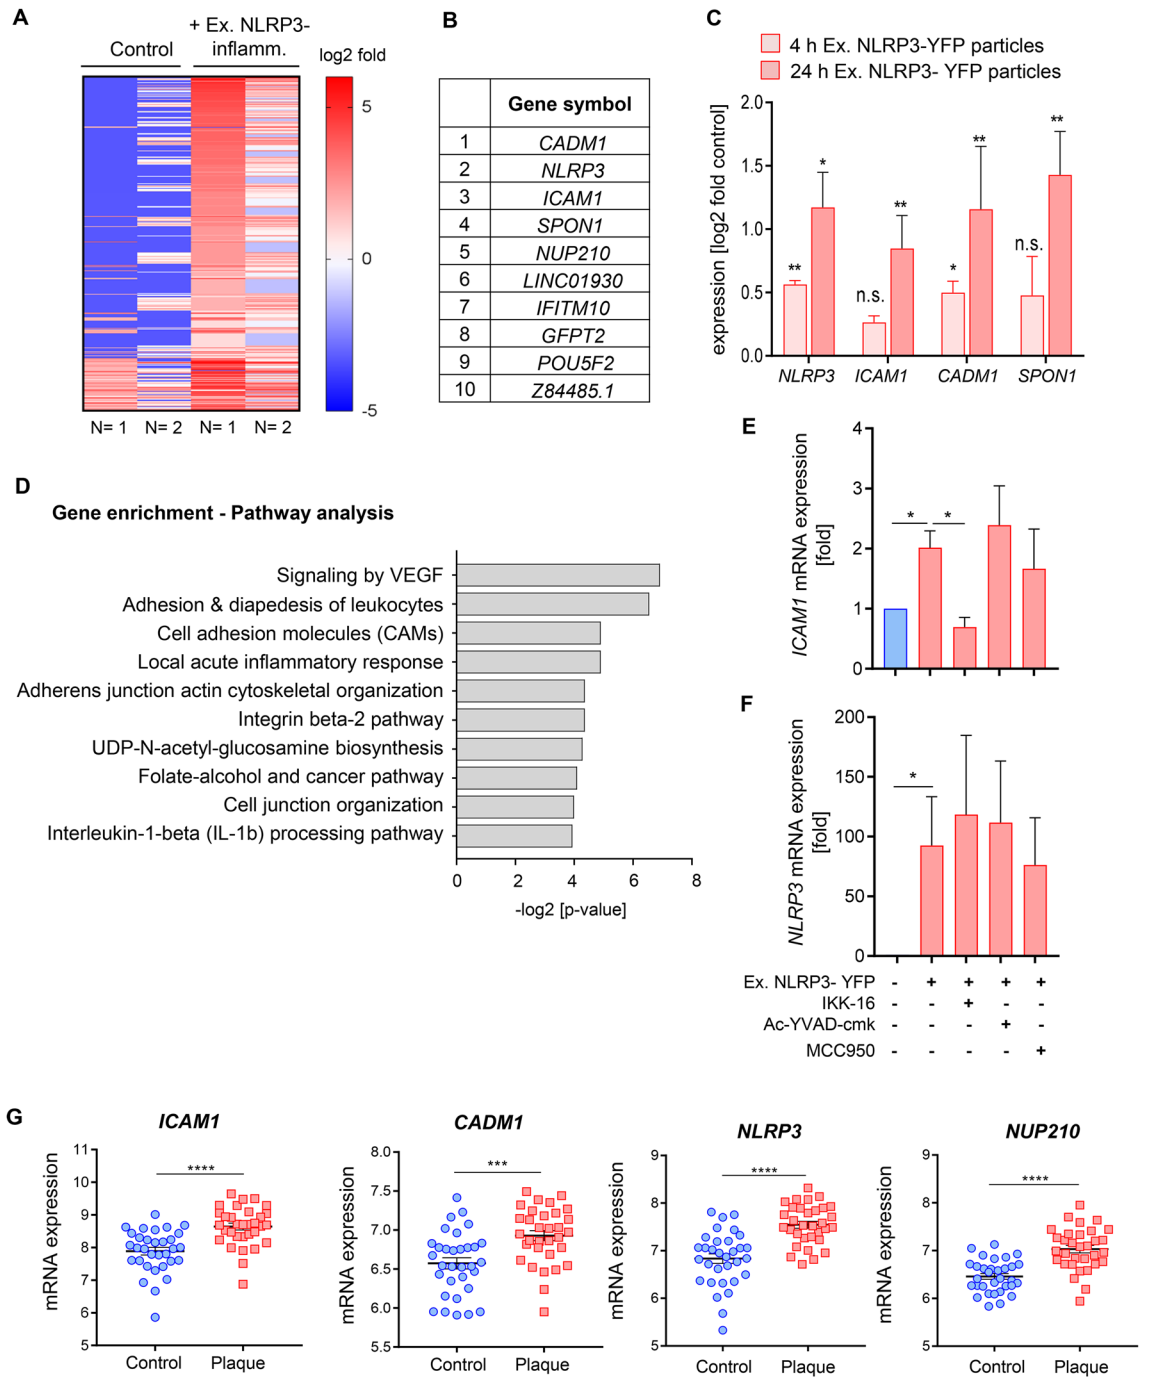 A
Control
+ Ex. NLRP3-
inflamm.
log2 fold
5
0
-5
N= 1
N= 2
N= 1
N= 2
B
Gene symbol
1 CADM1
2 NLRP3
3 ICAM1
4 SPON1
5 NUP210
6 LINC01930
7 IFITM10
8 GFPT2
9 POU5F2
10 Z84485.1
C
4 h Ex. NLRP3-YFP particles
24 h Ex. NLRP3- YFP particles
expression [log2 fold control]
2.0
1.5
1.0
0.5
0.0
**
*
n.s.
**
*
**
n.s.
**
NLRP3
ICAM1
CADM1
SPON1
D
Gene enrichment - Pathway analysis
Signaling by VEGF
Adhesion & diapedesis of leukocytes
Cell adhesion molecules (CAMs)
Local acute inflammatory response
Adherens junction actin cytoskeletal organization
Integrin beta-2 pathway
UDP-N-acetyl-glucosamine biosynthesis
Folate-alcohol and cancer pathway
Cell junction organization
Interleukin-1-beta (IL-1b) processing pathway
0 2 4 6 8
-log2 [p-value]
E
ICAM1 mRNA expression
[fold]
4
3
2
1
0
* *
F
NLRP3 mRNA expression
[fold]
200
150
100
50
0
*
Ex. NLRP3- YFP - + + + +
IKK-16 - - + - -
Ac-YVAD-cmk - - - + -
MCC950 - - - - +
G
ICAM1
mRNA expression
11
10
9
8
7
6
5
****
Control
Plaque
CADM1
mRNA expression
8.0
7.5
7.0
6.5
6.0
5.5
***
Control
Plaque
NLRP3
mRNA expression
9
8
7
6
5
****
Control
Plaque
NUP210
mRNA expression
9
8
7
6
5
****
Control
Plaque